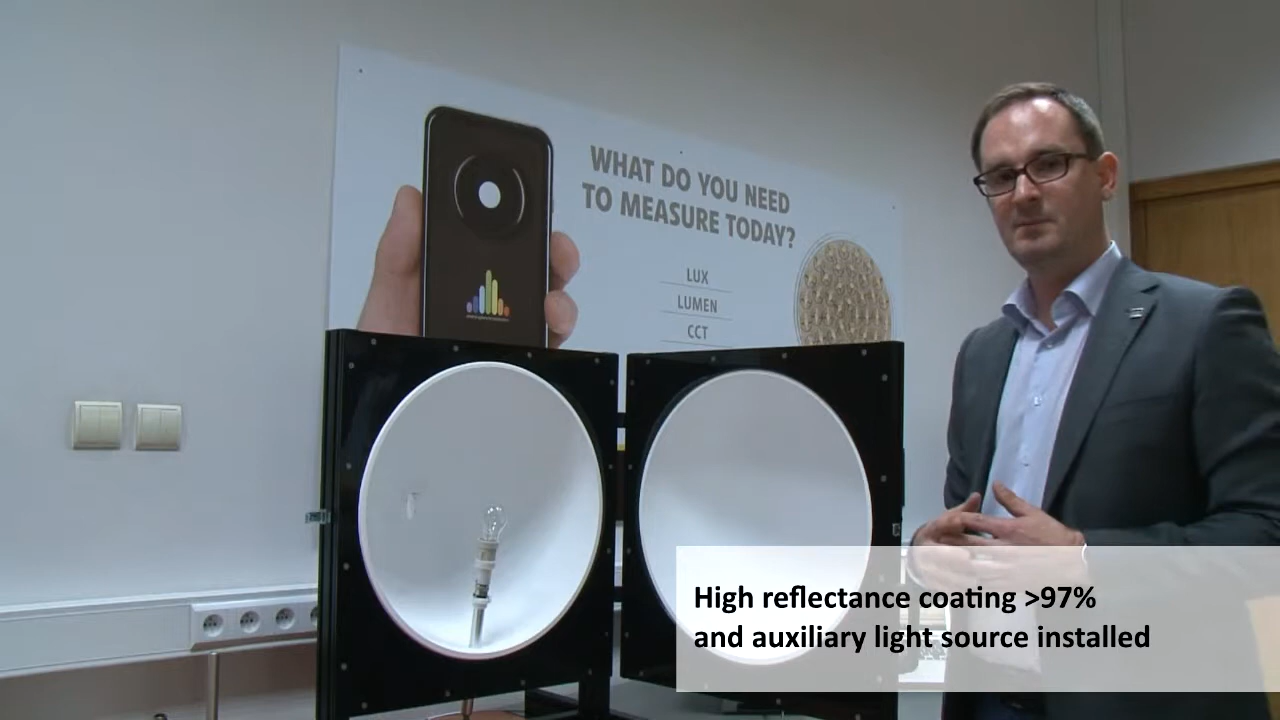 WHAT DO YOU NEED
TO MEASURE TODAY?
LUX
LUMEN
CCT
High reflectance coating >97%
and auxiliary light source installed